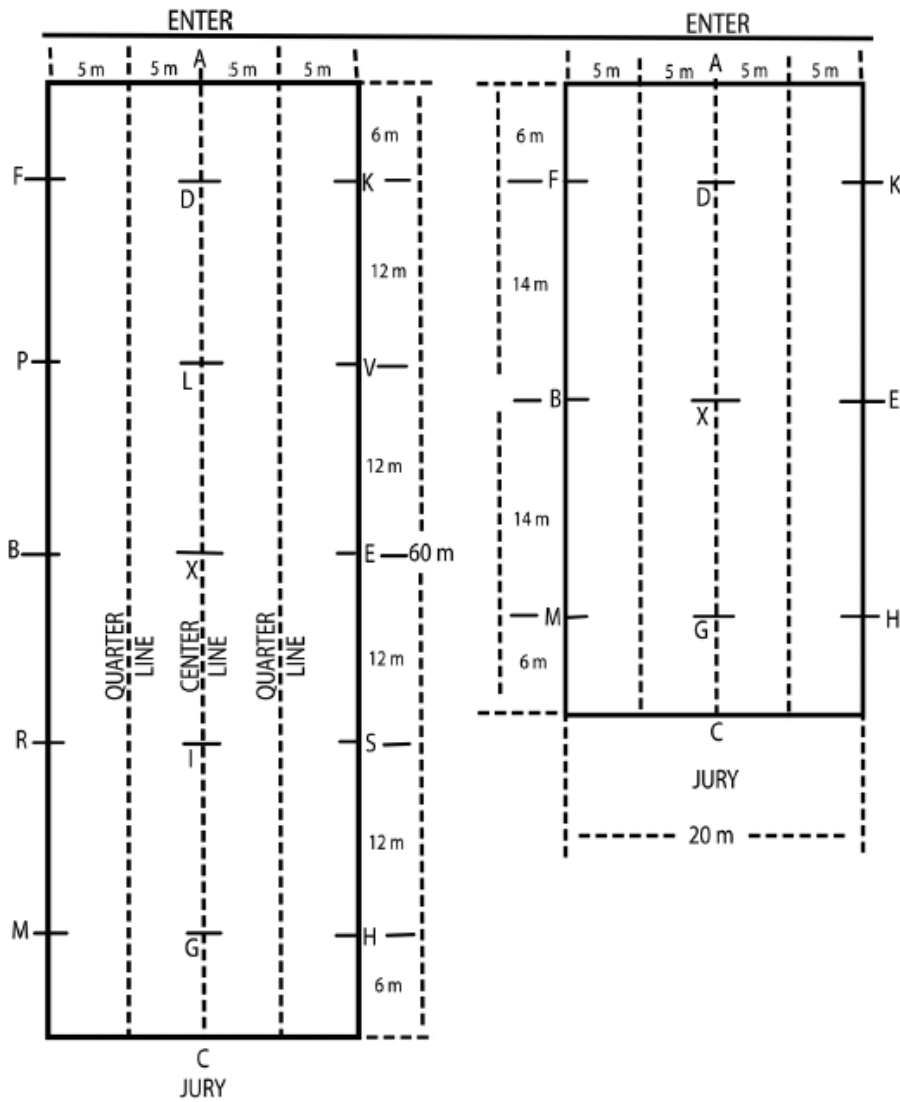 ENTER
5 m 5 m A 5 m 5 m
6 m
F K
D
12 m
P V
L
12 m
B E 60 m
X
QUARTER LINE
CENTER LINE
QUARTER LINE
12 m
R S
I
12 m
M H
G
6 m
C
JURY
ENTER
5 m 5 m A 5 m 5 m
6 m
F K
D
14 m
B E
X
14 m
M H
G
6 m
C
JURY
20 m